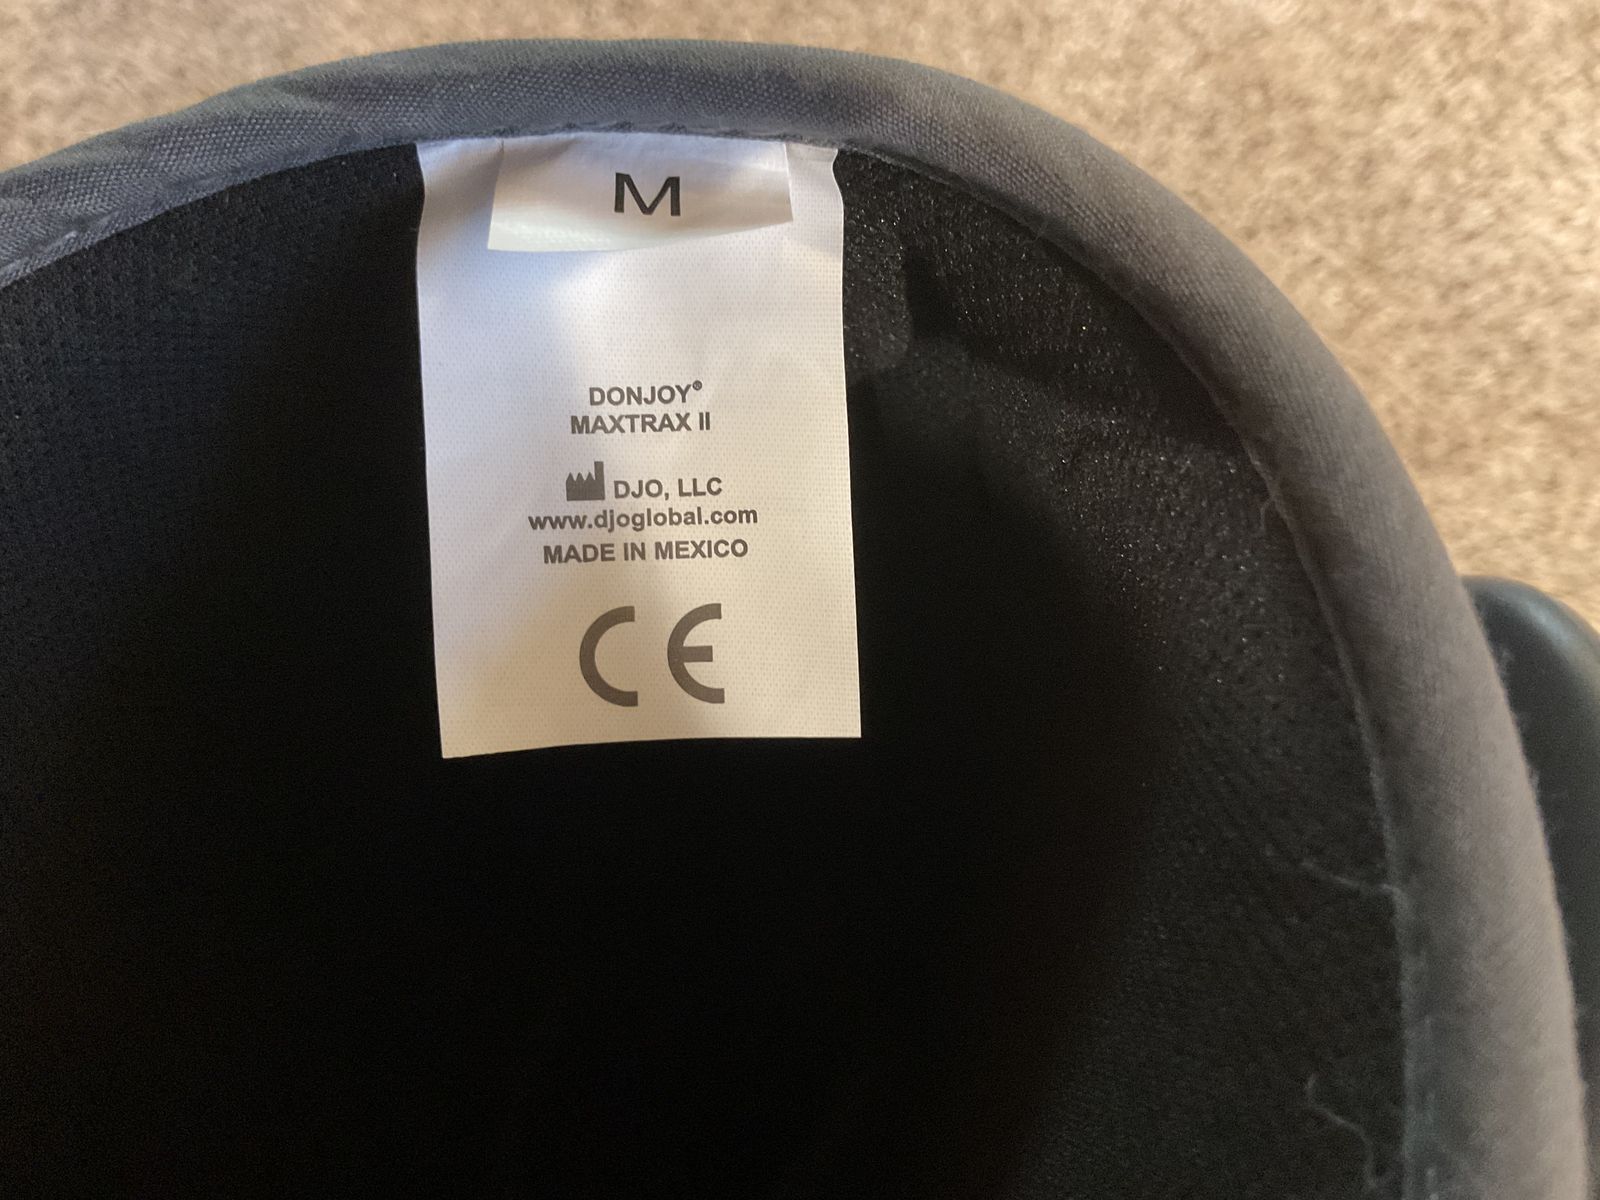 M
DONJOY®
MAXTRAX II
DJO, LLC
www.djoglobal.com
MADE IN MEXICO
CE